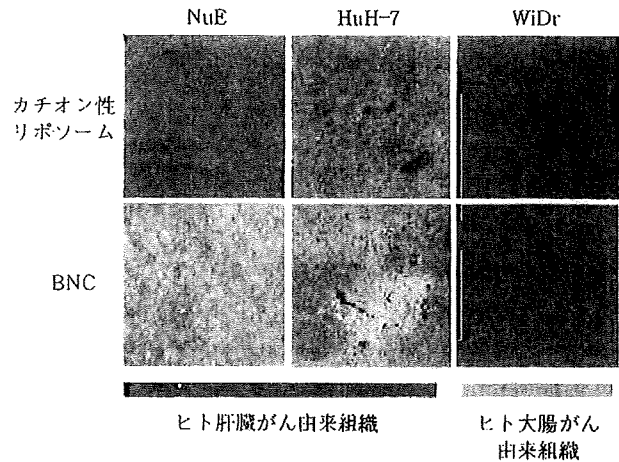 NuE HuH-7 WiDr
カチオン性
リポソーム
BNC
ヒト肝臓がん由来組織
ヒト大腸がん
由来組織